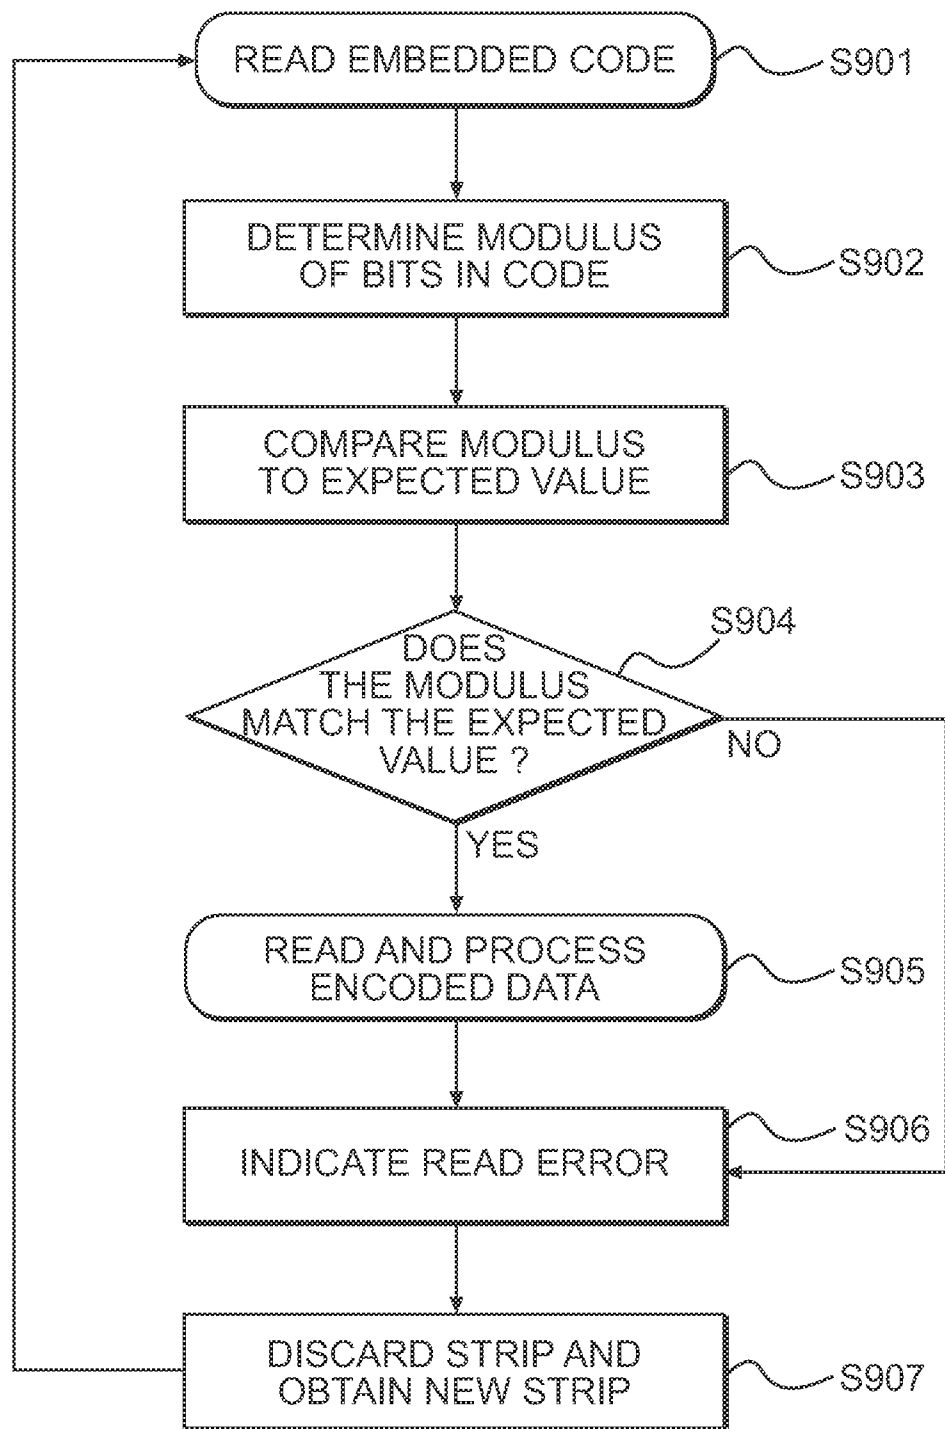 READ EMBEDDED CODE
S901
DETERMINE MODULUS
OF BITS IN CODE
S902
COMPARE MODULUS
TO EXPECTED VALUE
S903
S904
DOES
THE MODULUS
MATCH THE EXPECTED
VALUE ?
NO
YES
READ AND PROCESS
ENCODED DATA
S905
S906
INDICATE READ ERROR
DISCARD STRIP AND
OBTAIN NEW STRIP
S907